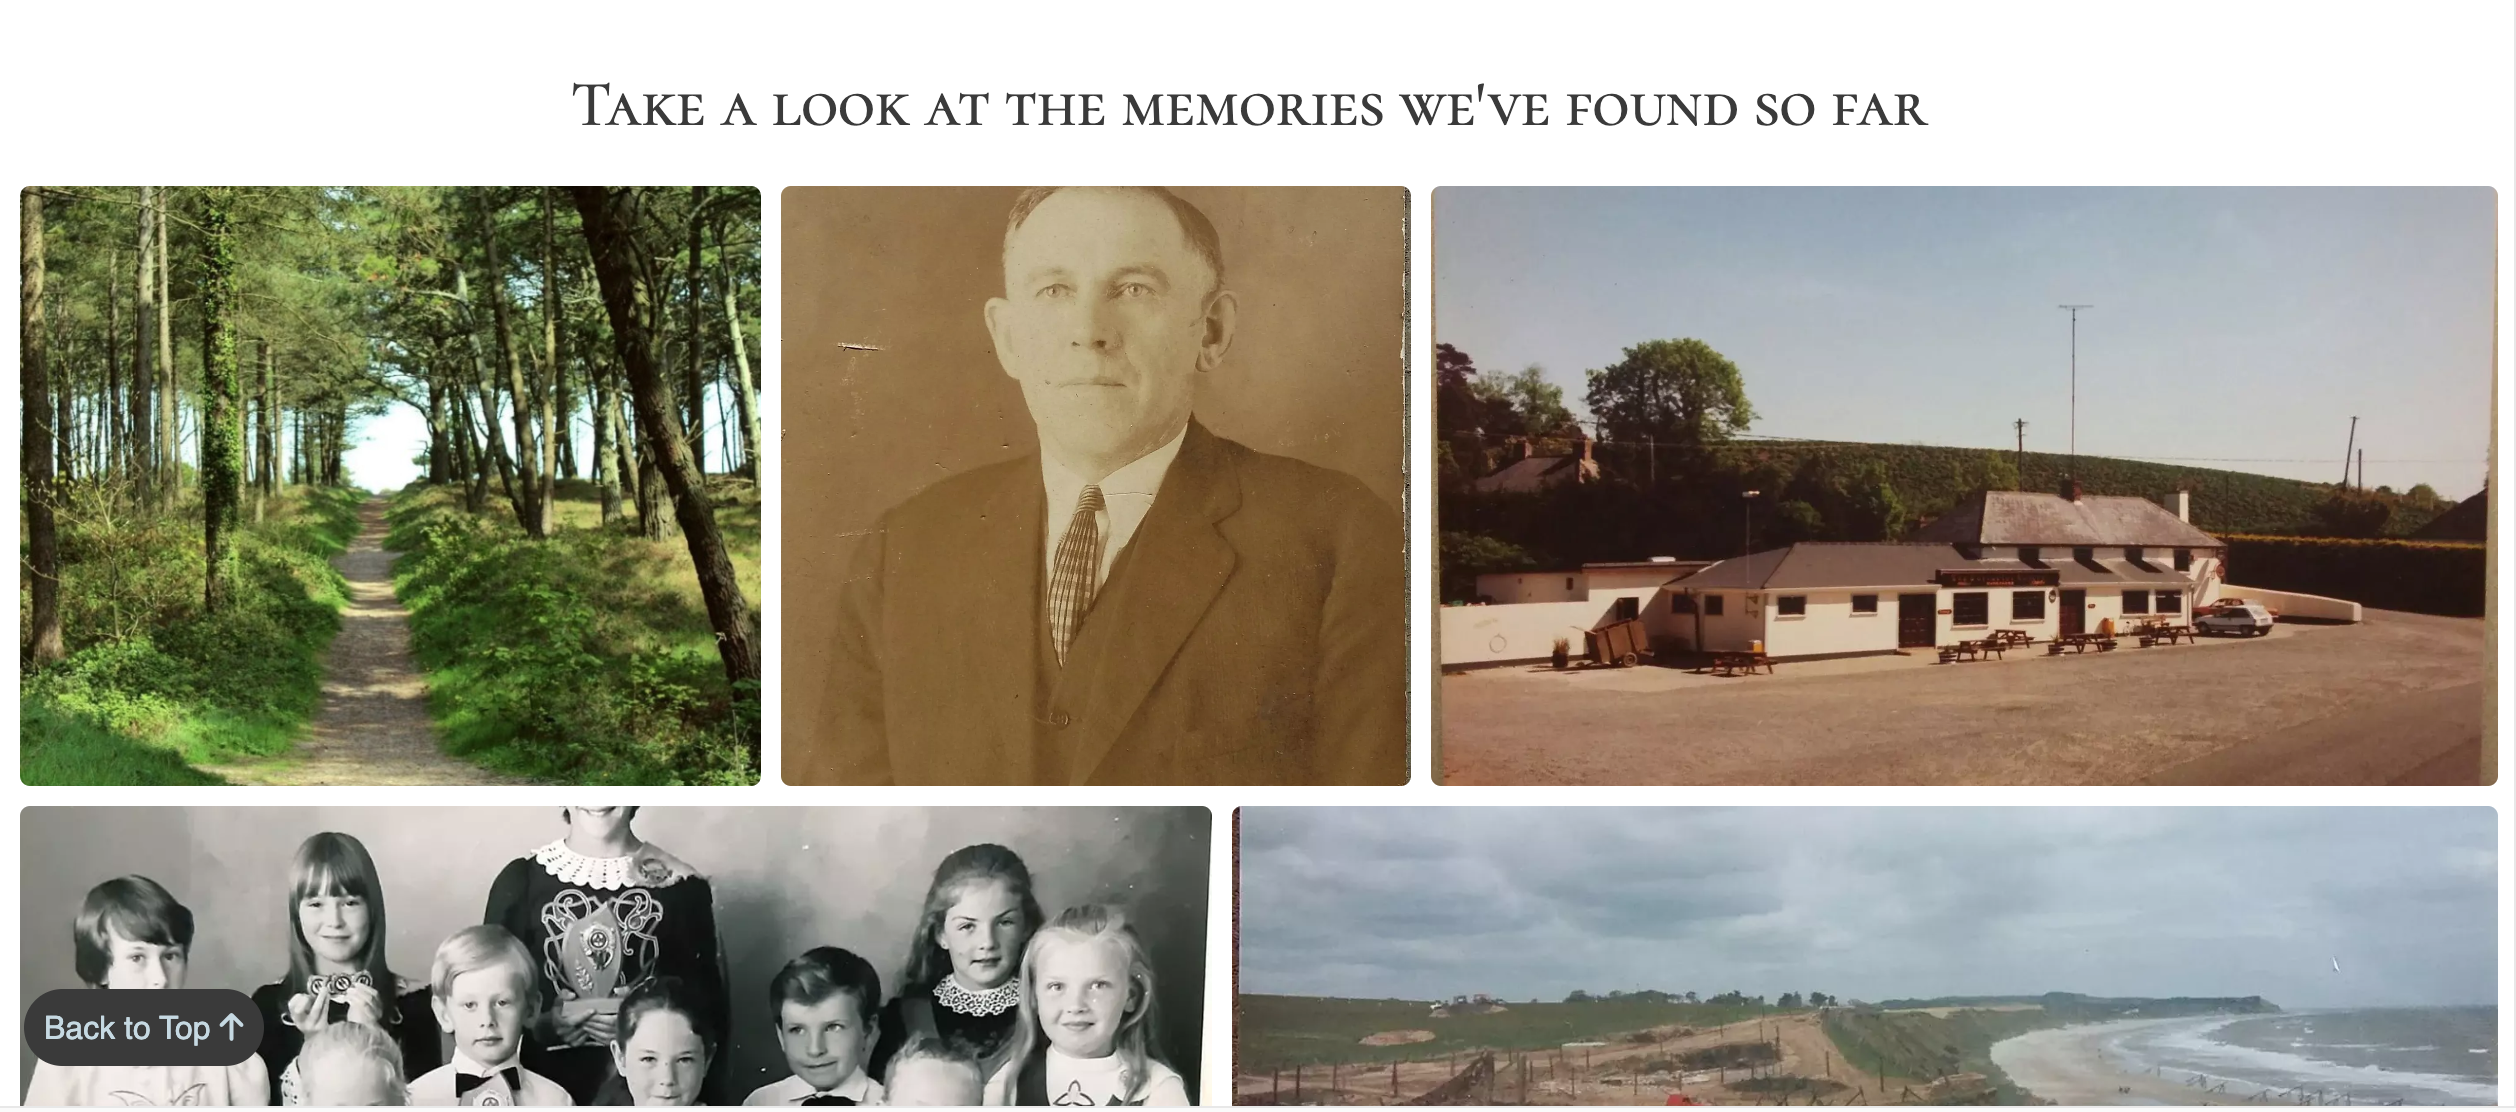 Take a look at the memories we've found so far
Back to Top ↑